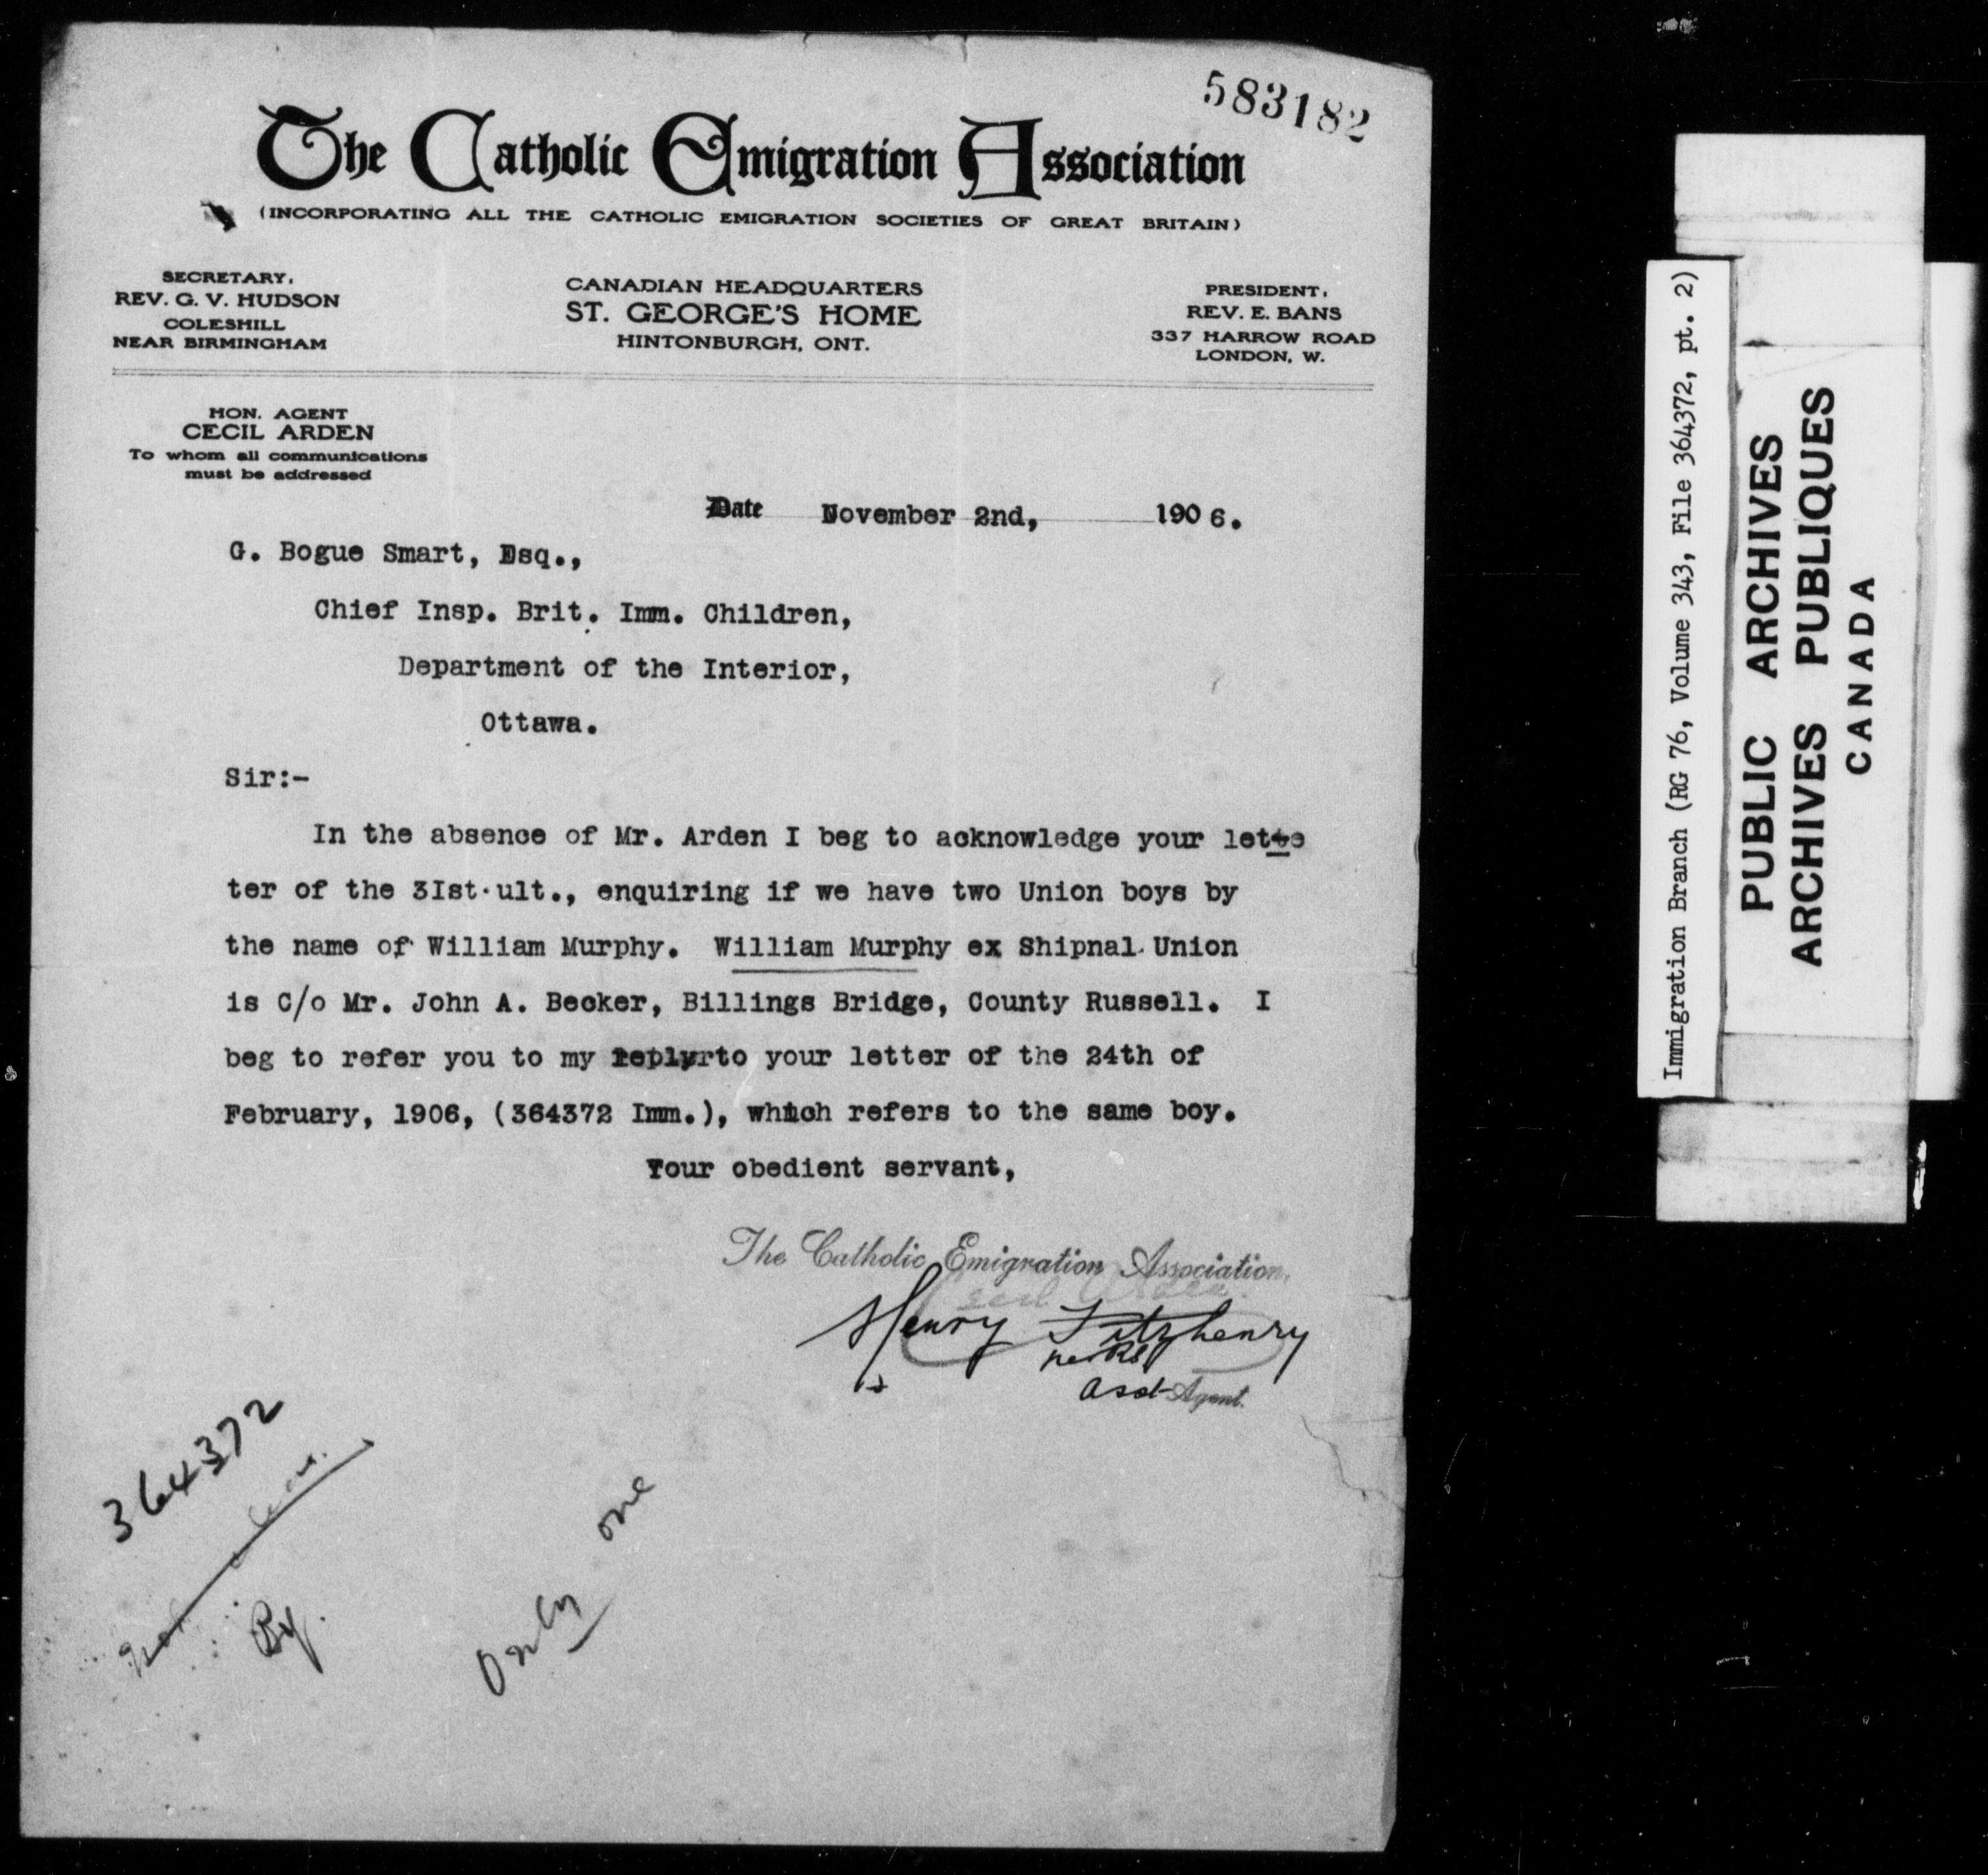 583182
The Catholic Emigration Association
(INCORPORATING ALL THE CATHOLIC EMIGRATION SOCIETIES OF GREAT BRITAIN)
SECRETARY,
REV. G. V. HUDSON
COLESHILL
NEAR BIRMINGHAM
CANADIAN HEADQUARTERS
ST. GEORGE'S HOME
HINTONBURGH, ONT.
PRESIDENT,
REV. E. BANS
337 HARROW ROAD
LONDON, W.
HON. AGENT
CECIL ARDEN
To whom all communications
must be addressed
Date November 2nd, 1906.
G. Bogue Smart, Esq.,
Chief Insp. Brit. Imm. Children,
Department of the Interior,
Ottawa.
Sir:-
In the absence of Mr. Arden I beg to acknowledge your lette
ter of the 3Ist ult., enquiring if we have two Union boys by
the name of William Murphy. William Murphy ex Shipnal Union
is C/o Mr. John A. Becker, Billings Bridge, County Russell. I
beg to refer you to my replyrto your letter of the 24th of
February, 1906, (364372 Imm.), which refers to the same boy.
Your obedient servant,
The Catholic Emigration Association,
Henry Fitzhenry
asst Agent.
364372
Only one
Immigration Branch (RG 76, Volume 343, File 364372, pt. 2)
PUBLIC ARCHIVES
ARCHIVES PUBLIQUES
CANADA